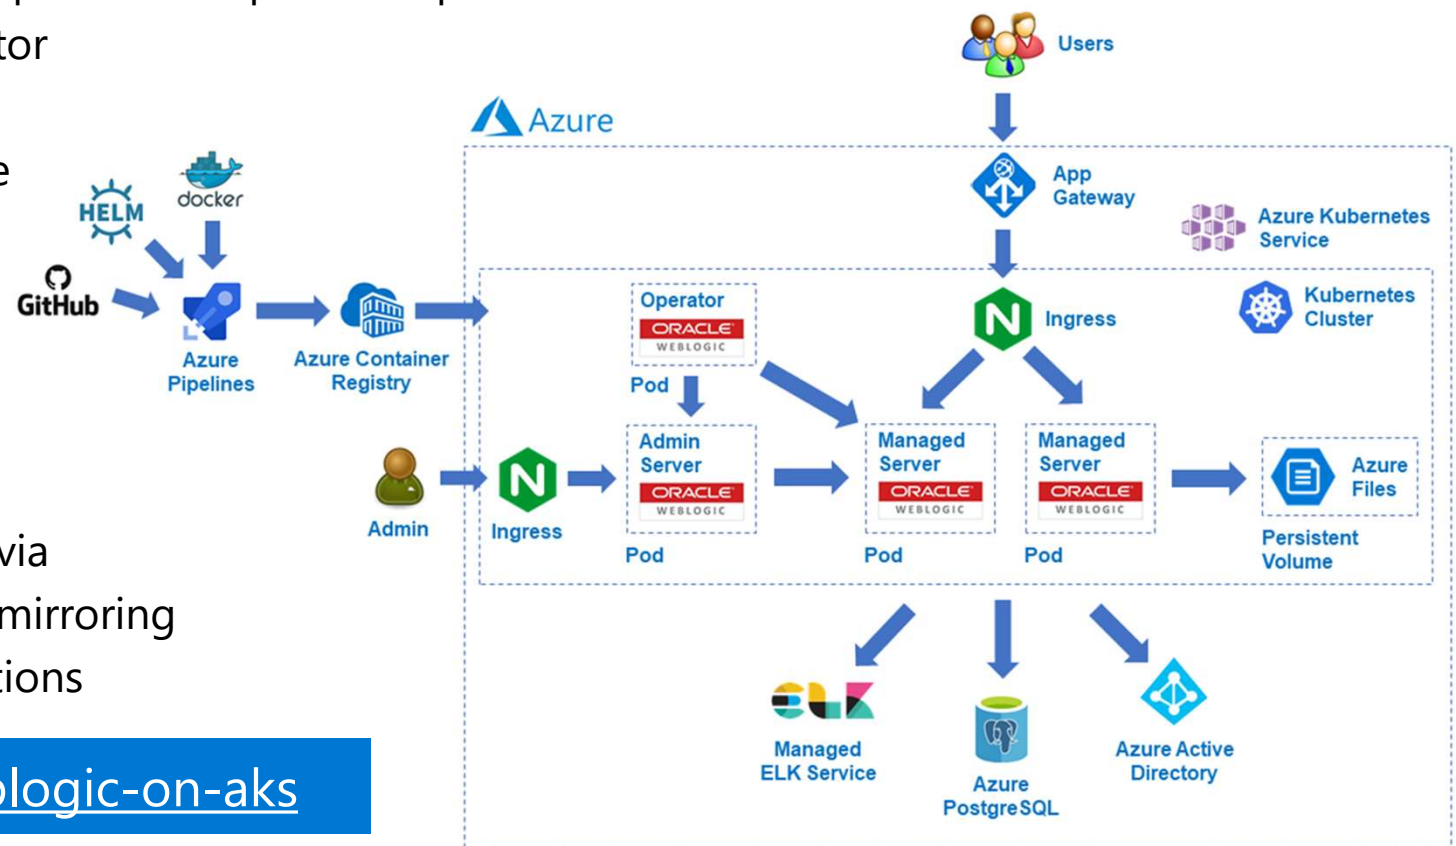 tor
e
via
mirroring
tions
ologic-on-aks
Users
Azure
App
Gateway
Azure Kubernetes
Service
HELM
docker
GitHub
Azure
Pipelines
Azure Container
Registry
Operator
ORACLE
WEBLOGIC
Pod
Ingress
Kubernetes
Cluster
Admin
Ingress
Admin
Server
ORACLE
WEBLOGIC
Pod
Managed
Server
ORACLE
WEBLOGIC
Pod
Managed
Server
ORACLE
WEBLOGIC
Pod
Azure
Files
Persistent
Volume
ELK
Managed
ELK Service
Azure
PostgreSQL
Azure Active
Directory